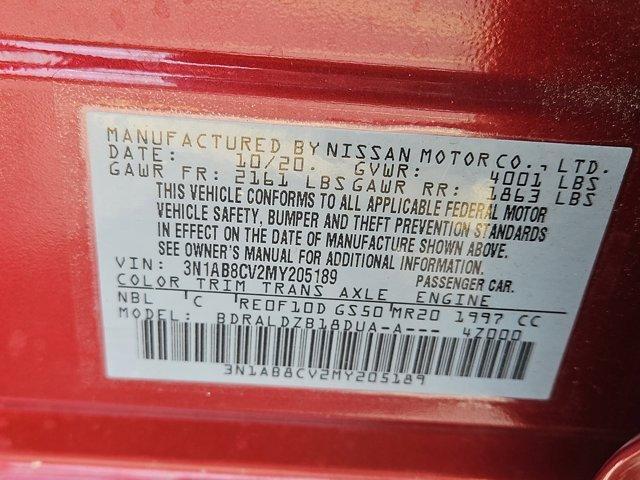 MANUFACTURED BY NISSAN MOTOR CO., LTD.
DATE: 10/20. GVWR: 4001 LBS
GAWR FR: 2161 LBS GAWR RR: 1863 LBS
THIS VEHICLE CONFORMS TO ALL APPLICABLE FEDERAL MOTOR
VEHICLE SAFETY, BUMPER AND THEFT PREVENTION STANDARDS
IN EFFECT ON THE DATE OF MANUFACTURE SHOWN ABOVE.
SEE OWNER'S MANUAL FOR ADDITIONAL INFORMATION.
VIN: 3N1AB8CV2MY205189 PASSENGER CAR.
COLOR TRIM TRANS AXLE ENGINE
NBL C RE0F10D GS50 MR20 1997 CC
MODEL: BDRALDZB18DUA-A--- 4Z000
3N1AB8CV2MY205189